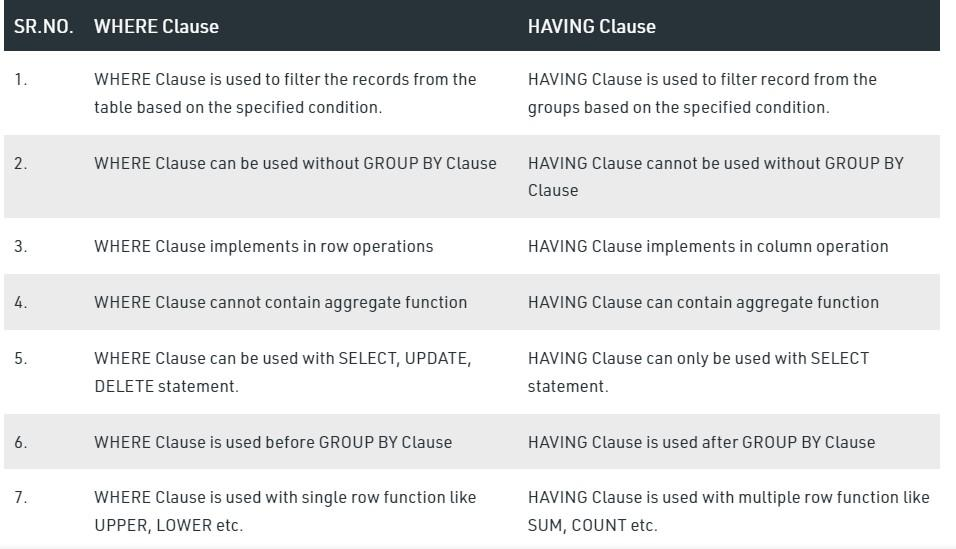 SR.NO. WHERE Clause HAVING Clause
1. WHERE Clause is used to filter the records from the HAVING Clause is used to filter record from the
table based on the specified condition. groups based on the specified condition.
2. WHERE Clause can be used without GROUP BY Clause HAVING Clause cannot be used without GROUP BY
Clause
3. WHERE Clause implements in row operations HAVING Clause implements in column operation
4. WHERE Clause cannot contain aggregate function HAVING Clause can contain aggregate function
5. WHERE Clause can be used with SELECT, UPDATE, HAVING Clause can only be used with SELECT
DELETE statement. statement.
6. WHERE Clause is used before GROUP BY Clause HAVING Clause is used after GROUP BY Clause
7. WHERE Clause is used with single row function like HAVING Clause is used with multiple row function like
UPPER, LOWER etc. SUM, COUNT etc.